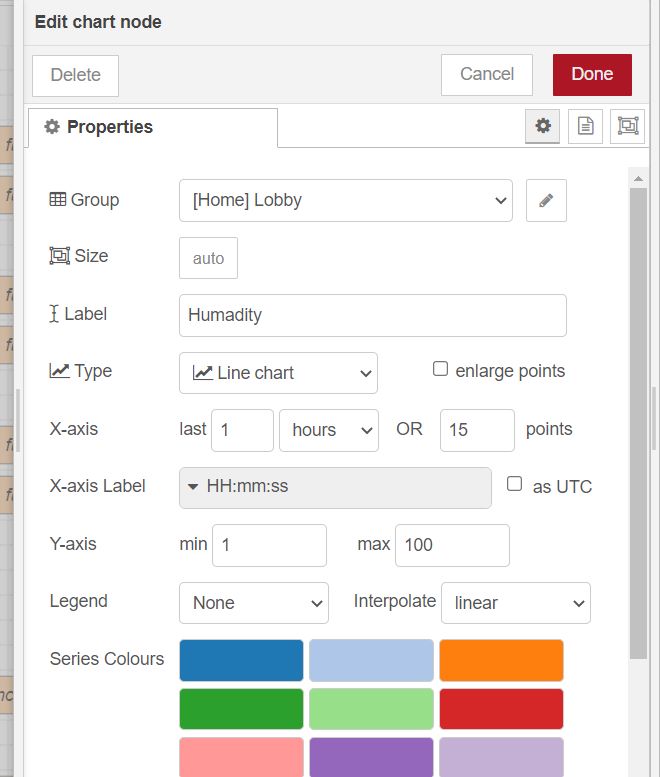 Edit chart node
Delete
Cancel
Done
Properties
Group [Home] Lobby
Size auto
Label Humadity
Type Line chart enlarge points
X-axis last 1 hours OR 15 points
X-axis Label HH:mm:ss as UTC
Y-axis min 1 max 100
Legend None Interpolate linear
Series Colours